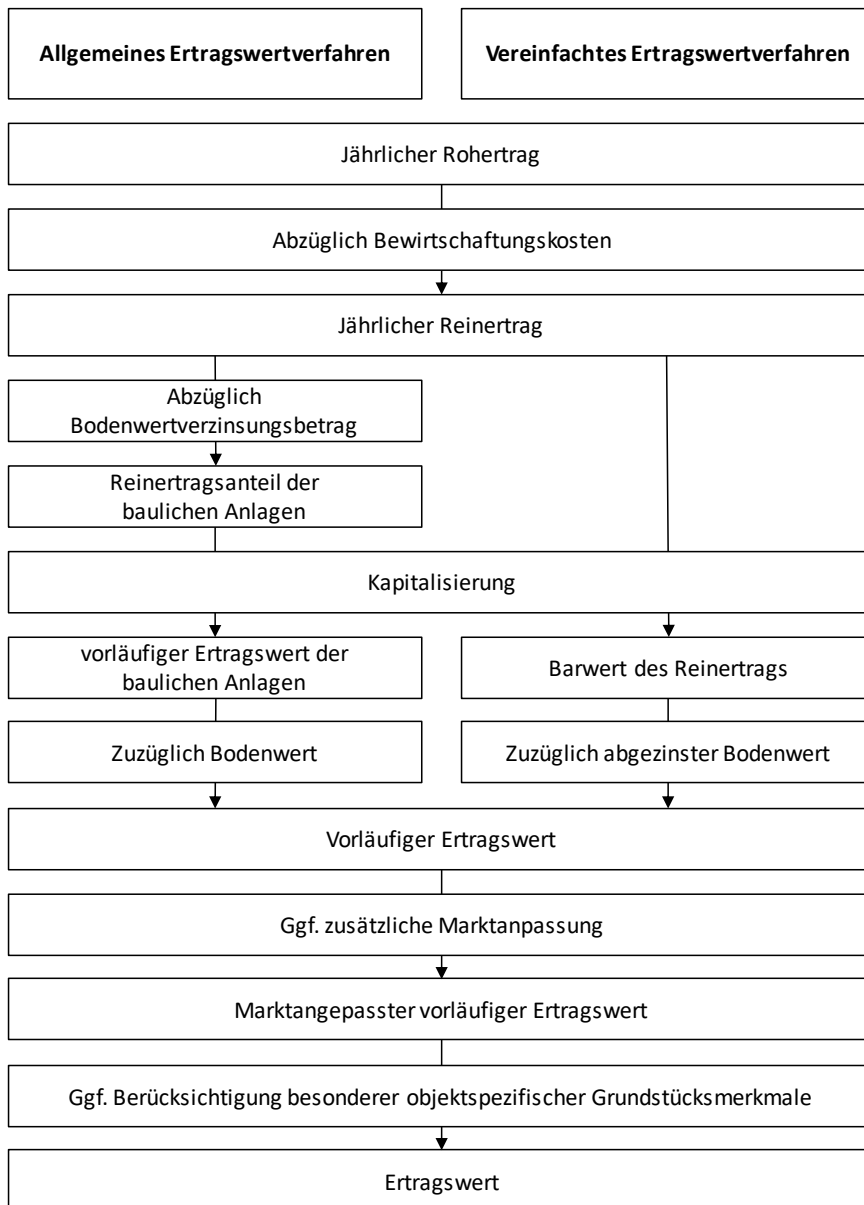 Allgemeines Ertragswertverfahren
Vereinfachtes Ertragswertverfahren
Jährlicher Rohertrag
Abzüglich Bewirtschaftungskosten
Jährlicher Reinertrag
Abzüglich
Bodenwertverzinsungsbetrag
Reinertragsanteil der
baulichen Anlagen
Kapitalisierung
vorläufiger Ertragswert der
baulichen Anlagen
Barwert des Reinertrags
Zuzüglich Bodenwert
Zuzüglich abgezinster Bodenwert
Vorläufiger Ertragswert
Ggf. zusätzliche Marktanpassung
Marktangepasster vorläufiger Ertragswert
Ggf. Berücksichtigung besonderer objektspezifischer Grundstücksmerkmale
Ertragswert